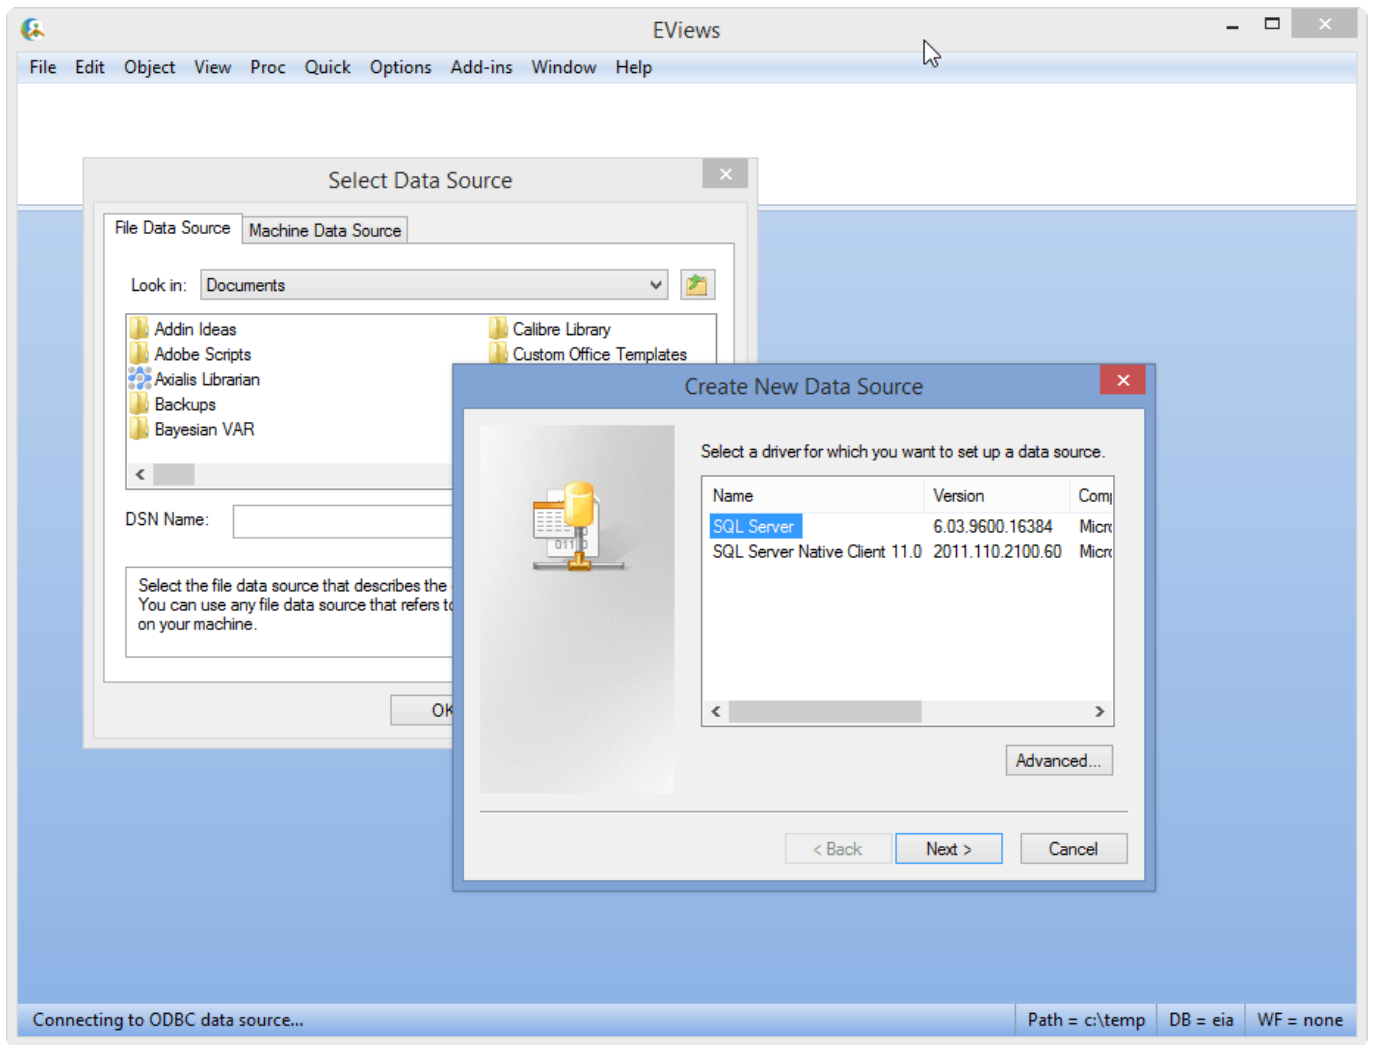 EViews
File Edit Object View Proc Quick Options Add-ins Window Help
Select Data Source
File Data Source Machine Data Source
Look in: Documents
Addin Ideas
Adobe Scripts
Axialis Librarian
Backups
Bayesian VAR
Calibre Library
Custom Office Templates
DSN Name:
Select the file data source that describes the
You can use any file data source that refers to
on your machine.
OK
Create New Data Source
Select a driver for which you want to set up a data source.
Name Version Comp
SQL Server 6.03.9600.16384 Micro
SQL Server Native Client 11.0 2011.110.2100.60 Micro
Advanced...
< Back Next > Cancel
Connecting to ODBC data source... Path = c:\temp DB = eia WF = none